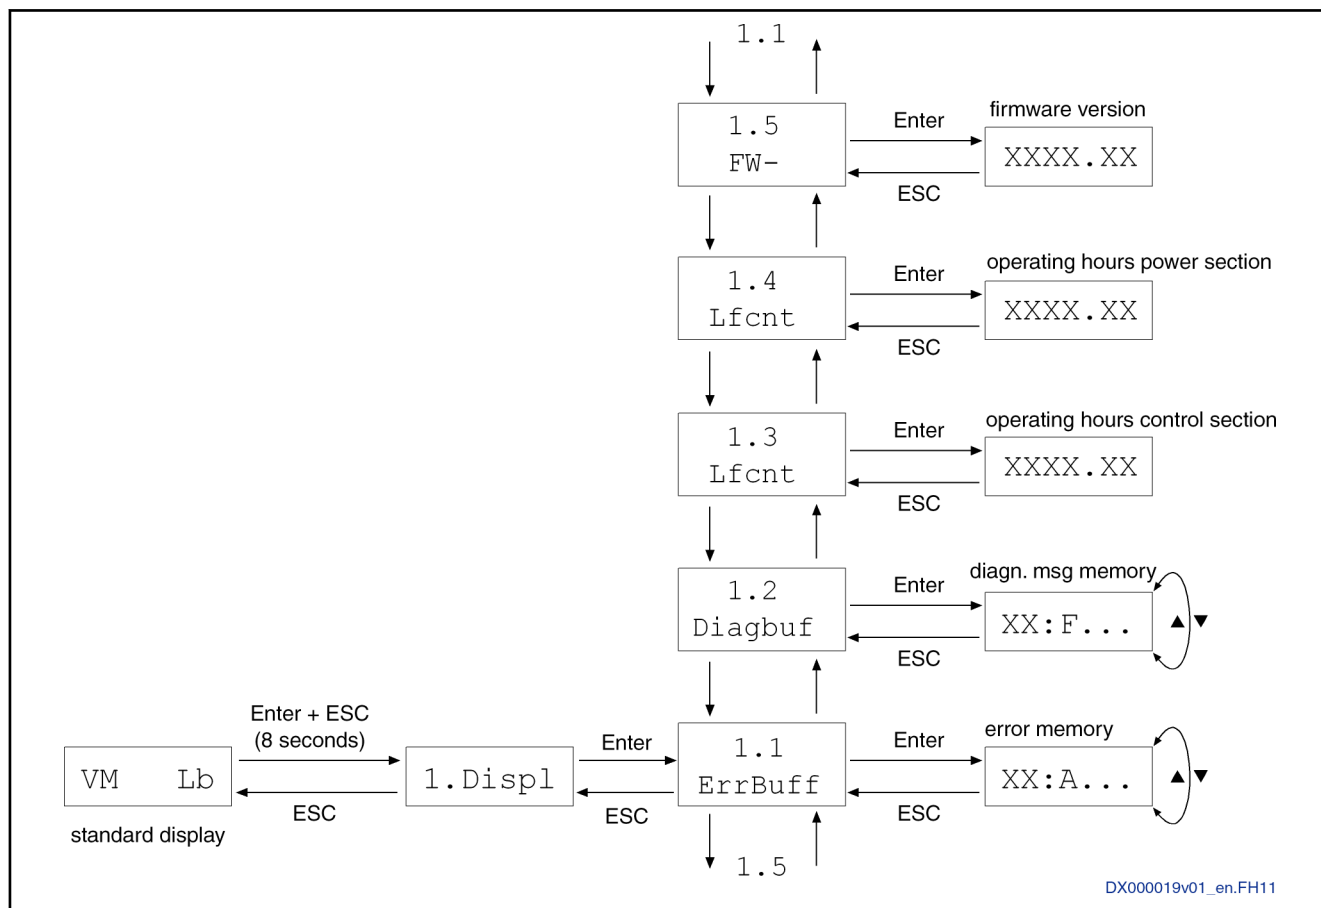 1.1
1.5
FW-
Enter
ESC
firmware version
XXXX.XX
1.4
Lfcnt
Enter
ESC
operating hours power section
XXXX.XX
1.3
Lfcnt
Enter
ESC
operating hours control section
XXXX.XX
1.2
Diagbuf
Enter
ESC
diagn. msg memory
XX:F...
▲ ▼
VM Lb
standard display
Enter + ESC
(8 seconds)
ESC
1.Displ
Enter
ESC
1.1
ErrBuff
Enter
ESC
error memory
XX:A...
▲ ▼
1.5
DX000019v01_en.FH11